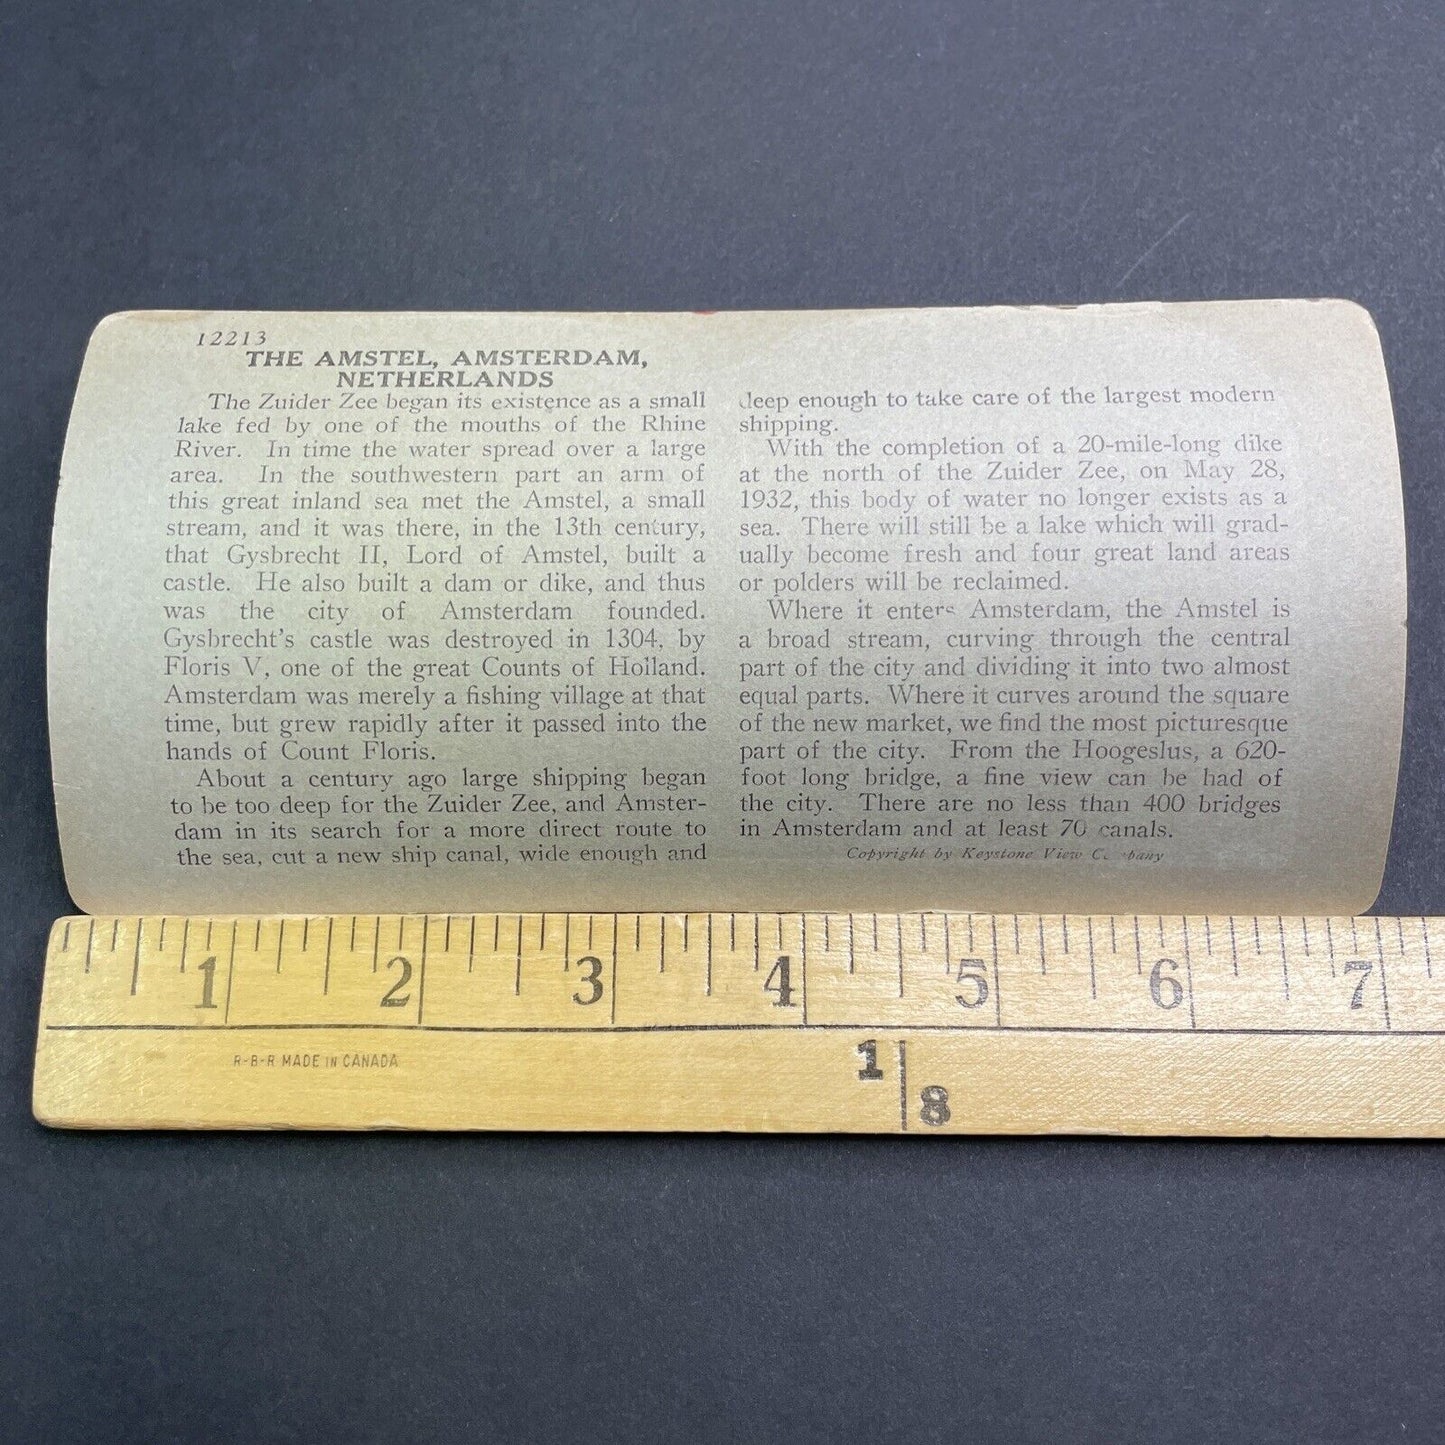 12213
THE AMSTEL, AMSTERDAM,
NETHERLANDS
The Zuider Zee began its existence as a small
lake fed by one of the mouths of the Rhine
River. In time the water spread over a large
area. In the southwestern part an arm of
this great inland sea met the Amstel, a small
stream, and it was there, in the 13th century,
that Gysbrecht II, Lord of Amstel, built a
castle. He also built a dam or dike, and thus
was the city of Amsterdam founded.
Gysbrecht's castle was destroyed in 1304, by
Floris V, one of the great Counts of Holland.
Amsterdam was merely a fishing village at that
time, but grew rapidly after it passed into the
hands of Count Floris.
About a century ago large shipping began
to be too deep for the Zuider Zee, and Amster-
dam in its search for a more direct route to
the sea, cut a new ship canal, wide enough and
deep enough to take care of the largest modern
shipping.
With the completion of a 20-mile-long dike
at the north of the Zuider Zee, on May 28,
1932, this body of water no longer exists as a
sea. There will still be a lake which will grad-
ually become fresh and four great land areas
or polders will be reclaimed.
Where it enters Amsterdam, the Amstel is
a broad stream, curving through the central
part of the city and dividing it into two almost
equal parts. Where it curves around the square
of the new market, we find the most picturesque
part of the city. From the Hoogeslus, a 620-
foot long bridge, a fine view can be had of
the city. There are no less than 400 bridges
in Amsterdam and at least 70 canals.
Copyright by Keystone View Company
1 2 3 4 5 6 7
R-B-R MADE IN CANADA
1 8